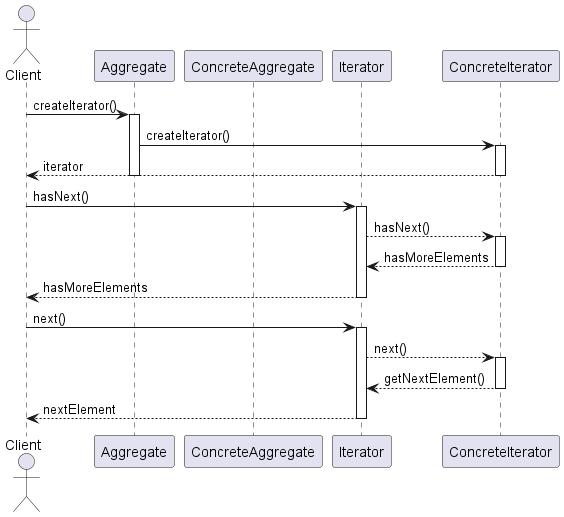 Client
Aggregate
ConcreteAggregate
Iterator
ConcreteIterator
createIterator()
createIterator()
iterator
hasNext()
hasNext()
hasMoreElements
hasMoreElements
next()
next()
getNextElement()
nextElement
Client
Aggregate
ConcreteAggregate
Iterator
ConcreteIterator